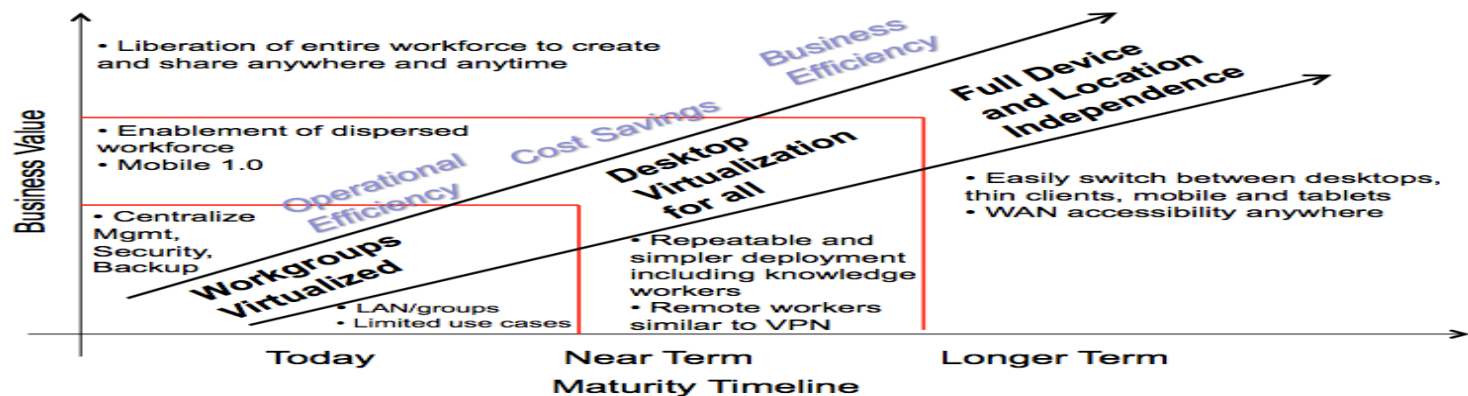 • Liberation of entire workforce to create
and share anywhere and anytime
Business
Efficiency
Full Device
and Location
Independence
Business Value
• Enablement of dispersed
workforce
• Mobile 1.0
Cost Savings
Desktop
Virtualization
for all
Operational
Efficiency
• Easily switch between desktops,
thin clients, mobile and tablets
• WAN accessibility anywhere
• Centralize
Mgmt,
Security,
Backup
Workgroups
Virtualized
• Repeatable and
simpler deployment
including knowledge
workers
• Remote workers
similar to VPN
• LAN/groups
• Limited use cases
Today
Near Term
Longer Term
Maturity Timeline